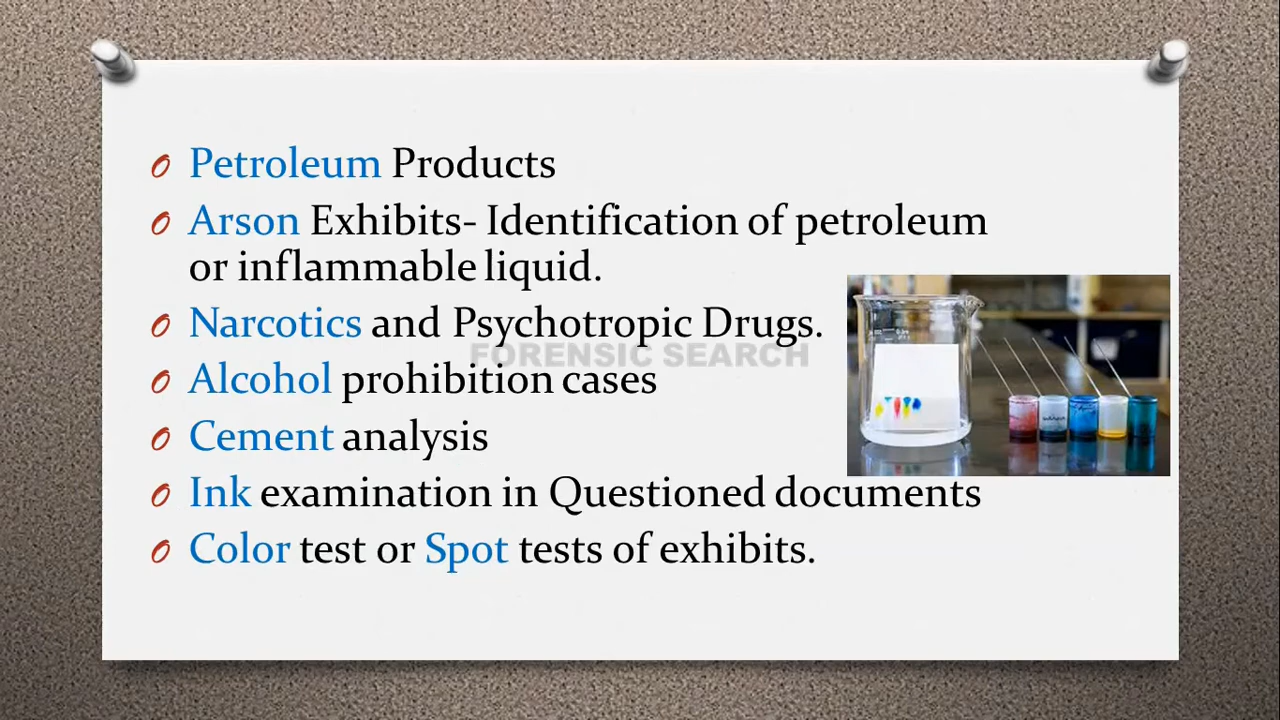 Petroleum Products
Arson Exhibits- Identification of petroleum
or inflammable liquid.
Narcotics and Psychotropic Drugs.
FORENSIC SEARCH
Alcohol prohibition cases
Cement analysis
Ink examination in Questioned documents
Color test or Spot tests of exhibits.